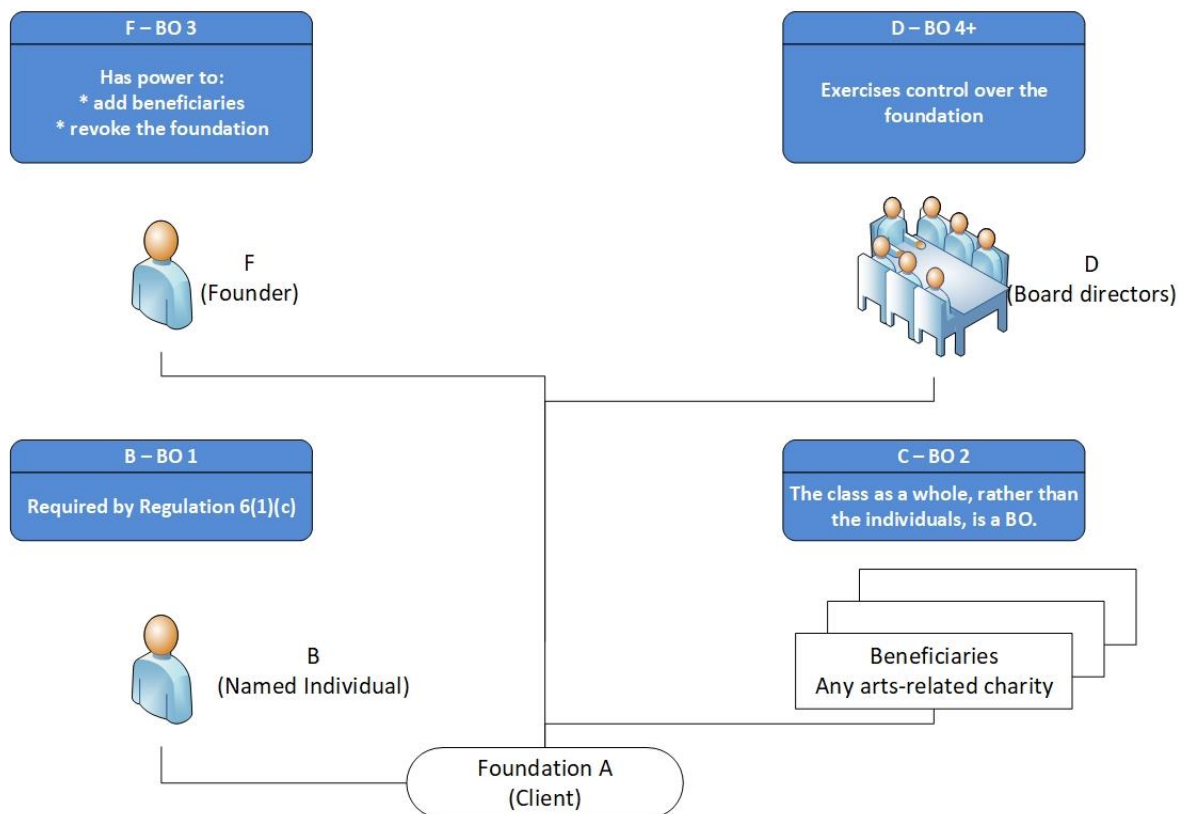 F – BO 3
Has power to:
* add beneficiaries
* revoke the foundation
D – BO 4+
Exercises control over the
foundation
F
(Founder)
D
(Board directors)
B – BO 1
Required by Regulation 6(1)(c)
C – BO 2
The class as a whole, rather than
the individuals, is a BO.
B
(Named Individual)
Beneficiaries
Any arts-related charity
Foundation A
(Client)